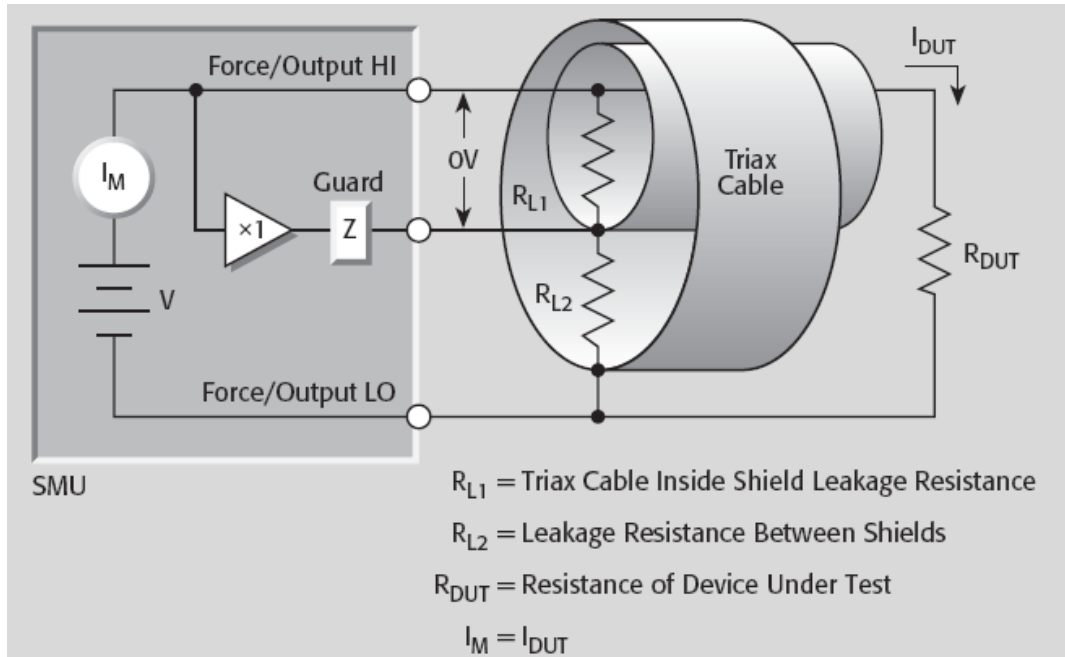 Force/Output HI
I_DUT
I_M
0V
Guard
×1
Z
R_L1
Triax
Cable
R_DUT
V
R_L2
Force/Output LO
SMU
R_L1 = Triax Cable Inside Shield Leakage Resistance
R_L2 = Leakage Resistance Between Shields
R_DUT = Resistance of Device Under Test
I_M = I_DUT